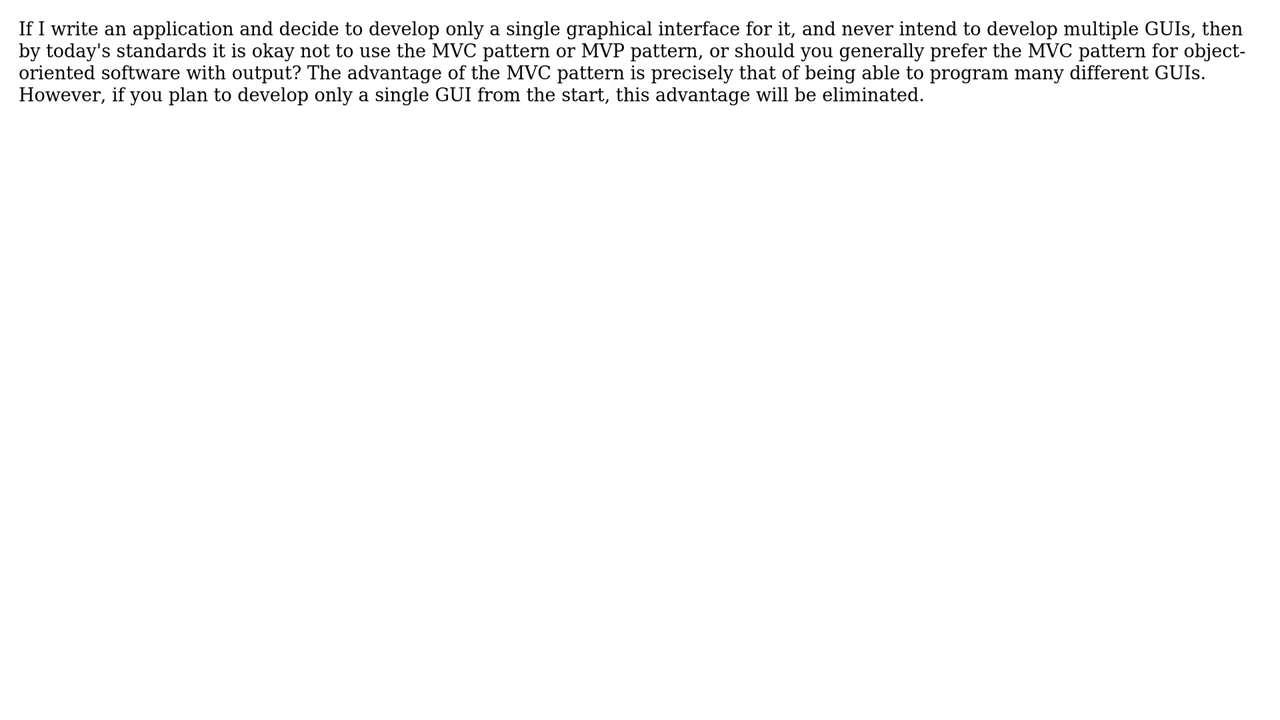 If I write an application and decide to develop only a single graphical interface for it, and never intend to develop multiple GUIs, then
by today's standards it is okay not to use the MVC pattern or MVP pattern, or should you generally prefer the MVC pattern for object-
oriented software with output? The advantage of the MVC pattern is precisely that of being able to program many different GUIs.
However, if you plan to develop only a single GUI from the start, this advantage will be eliminated.